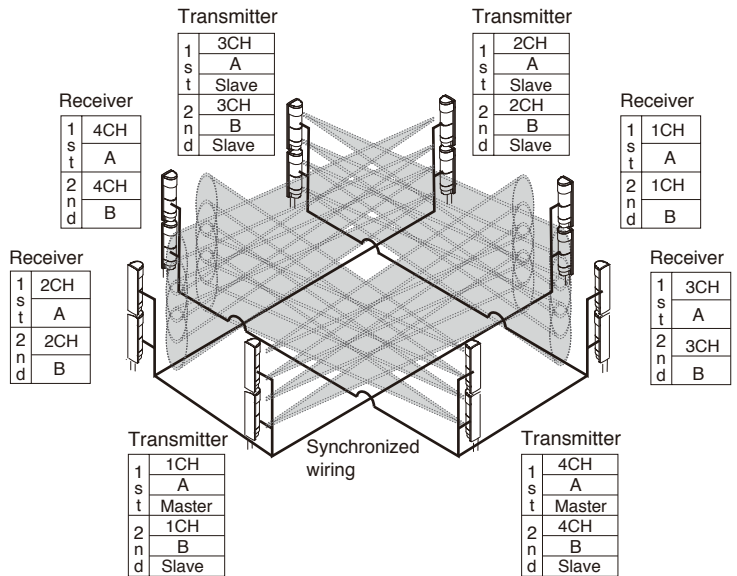 Transmitter
1st
3CH
A
Slave
2nd
3CH
B
Slave
Transmitter
1st
2CH
A
Slave
2nd
2CH
B
Slave
Receiver
1st
4CH
A
2nd
4CH
B
Receiver
1st
1CH
A
2nd
1CH
B
Receiver
1st
2CH
A
2nd
2CH
B
Receiver
1st
3CH
A
2nd
3CH
B
Transmitter
1st
1CH
A
Master
2nd
1CH
B
Slave
Synchronized
wiring
Transmitter
1st
4CH
A
Master
2nd
4CH
B
Slave